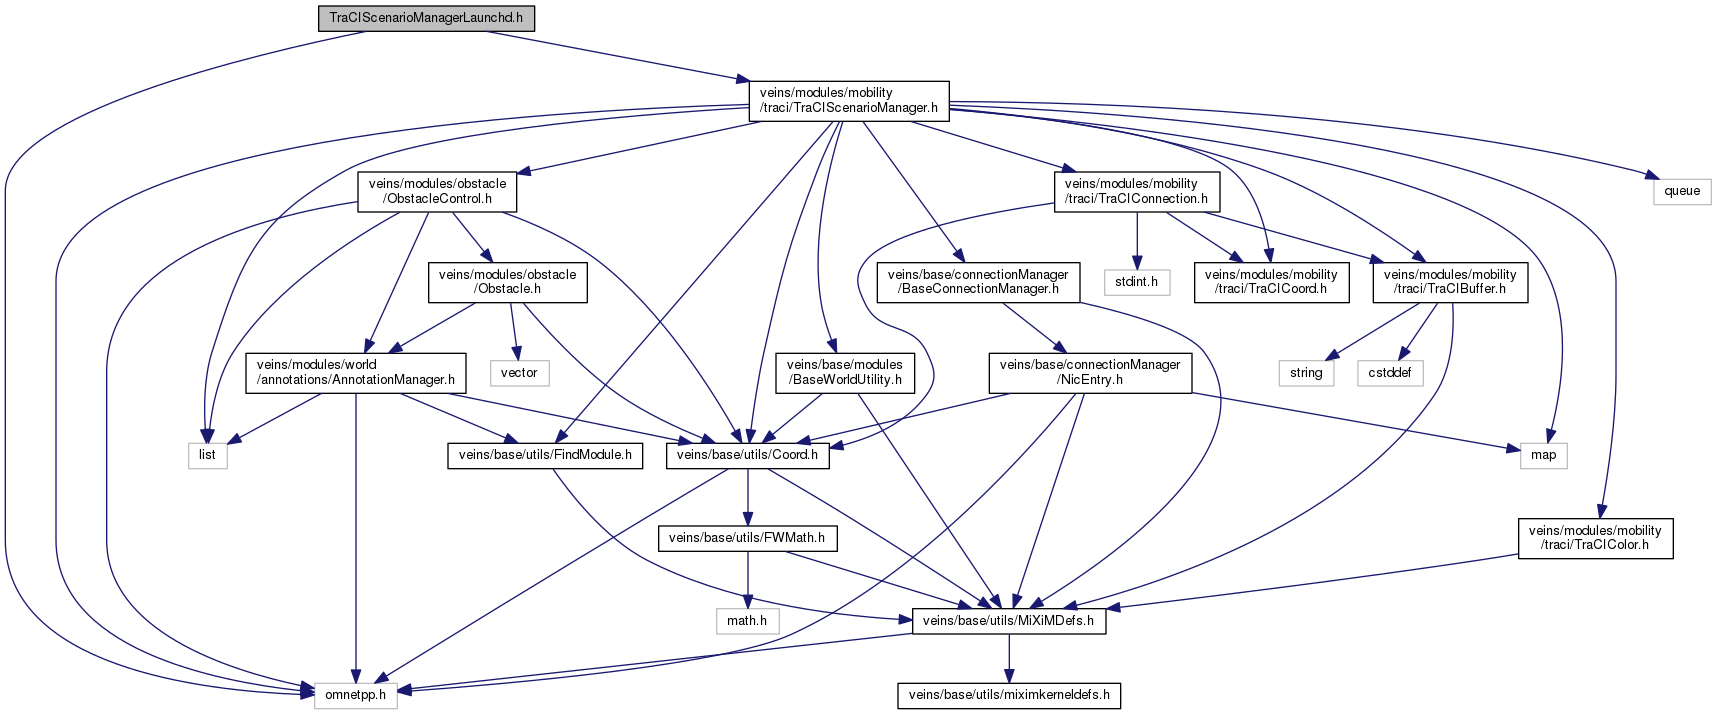 TraCIScenarioManagerLaunchd.h
veins/modules/mobility
/traci/TraCIScenarioManager.h
veins/modules/obstacle
/ObstacleControl.h
veins/modules/mobility
/traci/TraCIConnection.h
queue
veins/modules/obstacle
/Obstacle.h
veins/base/connectionManager
/BaseConnectionManager.h
stdint.h
veins/modules/mobility
/traci/TraCICoord.h
veins/modules/mobility
/traci/TraCIBuffer.h
veins/modules/world
/annotations/AnnotationManager.h
vector
veins/base/modules
/BaseWorldUtility.h
veins/base/connectionManager
/NicEntry.h
string
cstddef
list
veins/base/utils/FindModule.h
veins/base/utils/Coord.h
map
veins/base/utils/FWMath.h
veins/modules/mobility
/traci/TraCIColor.h
math.h
veins/base/utils/MiXiMDefs.h
omnetpp.h
veins/base/utils/miximkerneldefs.h